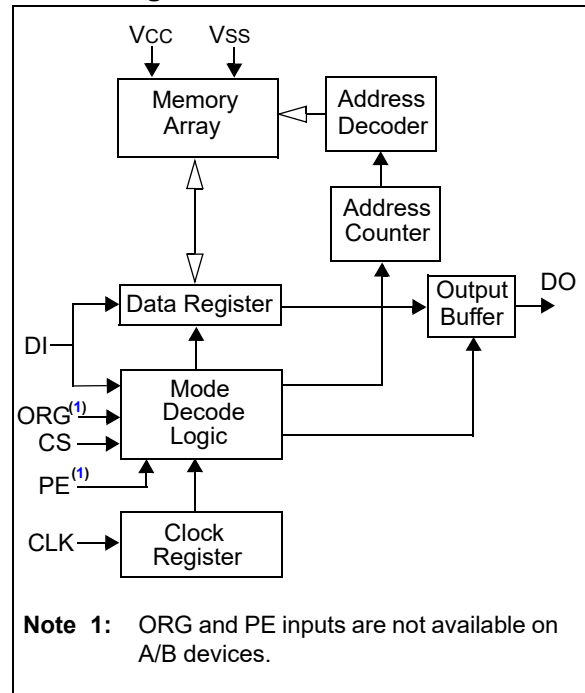 VCC
VSS
Memory
Array
Address
Decoder
Address
Counter
Data Register
Output
Buffer
DO
DI
Mode
Decode
Logic
ORG(1)
CS
PE(1)
CLK
Clock
Register
Note 1: ORG and PE inputs are not available on
A/B devices.